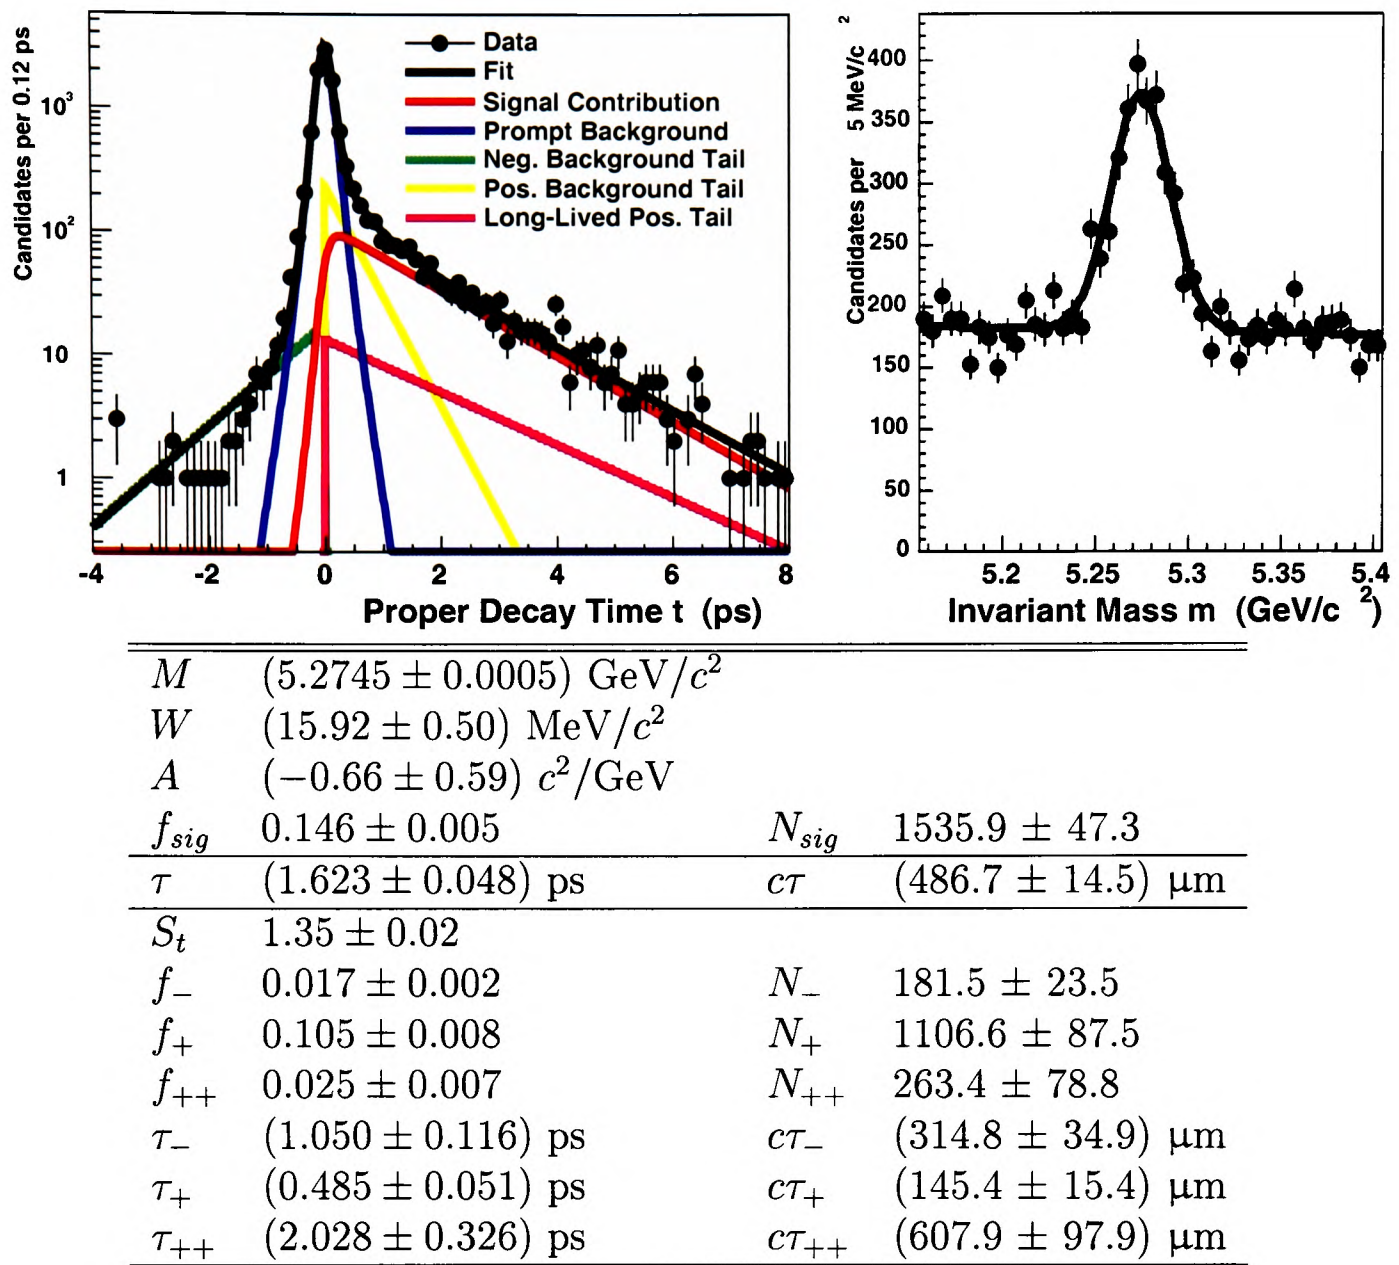 Candidates per 0.12 ps
10³
10²
10
1
-4 -2 0 2 4 6 8
Proper Decay Time t (ps)
Data
Fit
Signal Contribution
Prompt Background
Neg. Background Tail
Pos. Background Tail
Long-Lived Pos. Tail
Candidates per 5 MeV/c²
400
350
300
250
200
150
100
50
0
5.2 5.25 5.3 5.35 5.4
Invariant Mass m (GeV/c²)
M (5.2745 ± 0.0005) GeV/c²
W (15.92 ± 0.50) MeV/c²
A (−0.66 ± 0.59) c²/GeV
f_sig 0.146 ± 0.005 N_sig 1535.9 ± 47.3
τ (1.623 ± 0.048) ps cτ (486.7 ± 14.5) μm
S_t 1.35 ± 0.02
f_− 0.017 ± 0.002 N_− 181.5 ± 23.5
f_+ 0.105 ± 0.008 N_+ 1106.6 ± 87.5
f_++ 0.025 ± 0.007 N_++ 263.4 ± 78.8
τ_− (1.050 ± 0.116) ps cτ_− (314.8 ± 34.9) μm
τ_+ (0.485 ± 0.051) ps cτ_+ (145.4 ± 15.4) μm
τ_++ (2.028 ± 0.326) ps cτ_++ (607.9 ± 97.9) μm